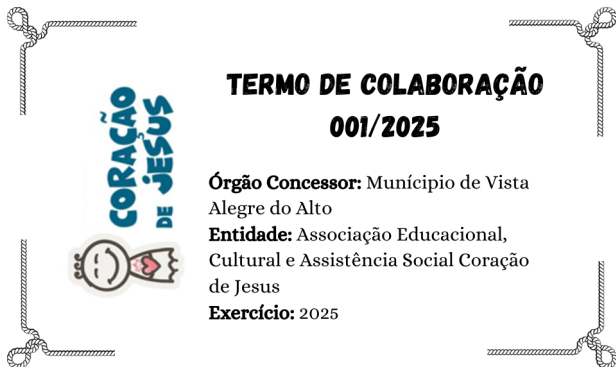 CORAÇÃO
DE JESUS
TERMO DE COLABORAÇÃO
001/2025
Órgão Concessor: Munícipio de Vista
Alegre do Alto
Entidade: Associação Educacional,
Cultural e Assistência Social Coração
de Jesus
Exercício: 2025